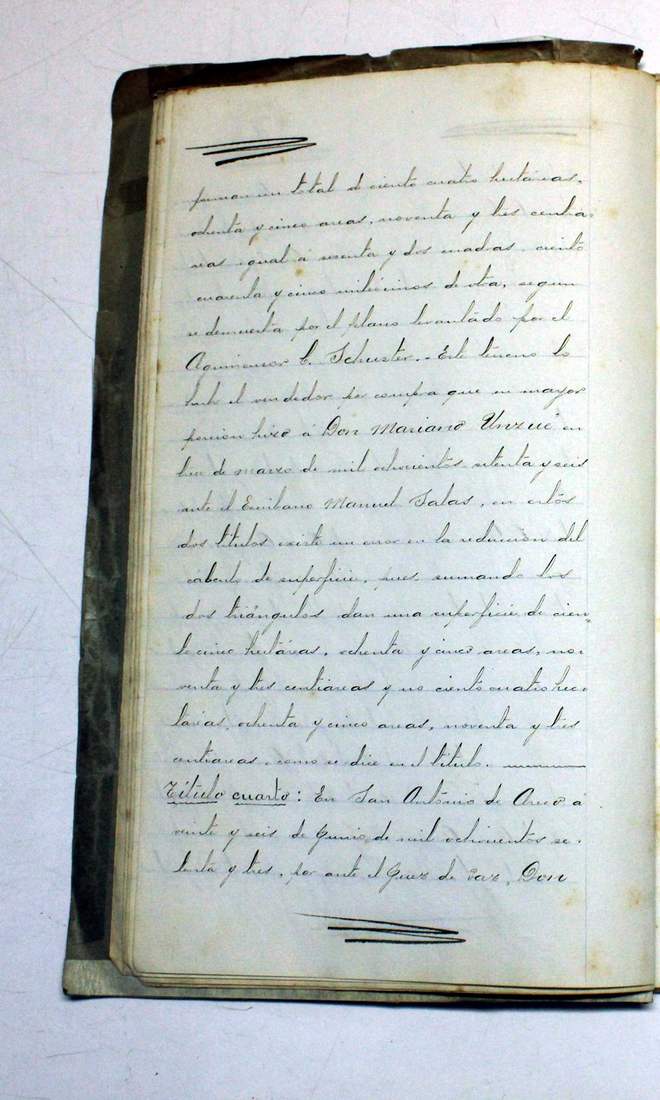 forman un total de ciento cuatro hectáreas,
ochenta y cinco areas, noventa y tres centia-
reas igual a sesenta y dos cuadras ciento
cuarenta y cinco milésimos de otra, segun
se demuestra por el plano levantado por el
Agrimensor C. Schuster. - Este terreno lo
hubo el vendedor por compra que en mayor
porcion hizo á Don Mariano Unzué en
tres de marzo de mil ochocientos setenta y seis
ante el Escribano Manuel Salas, en estos
dos titulos existe un error en la reduccion del
cálculo de superficie, pues, sumando los
dos triángulos dan una superficie de cien-
to cinco hectáreas, ochenta y cinco areas, no-
venta y tres centiareas y no ciento cuatro hec-
táreas, ochenta y cinco areas, noventa y tres
centiareas, como se dice en el título.
Título cuarto: En San Antonio de Areco á
veinte y seis de Junio de mil ochocientos se-
tenta y tres, por ante el Juez de Paz, Don